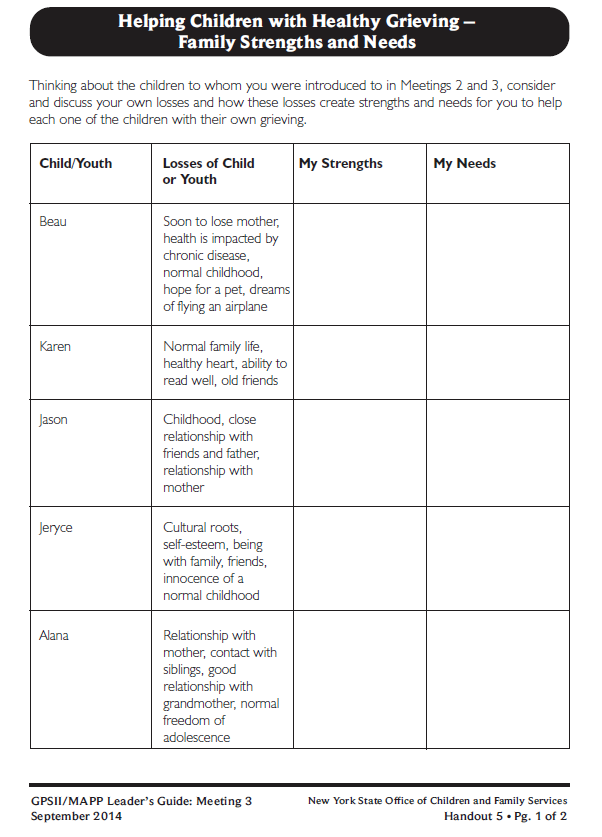 Helping Children with Healthy Grieving –
Family Strengths and Needs
Thinking about the children to whom you were introduced to in Meetings 2 and 3, consider
and discuss your own losses and how these losses create strengths and needs for you to help
each one of the children with their own grieving.
Child/Youth
Losses of Child
or Youth
My Strengths
My Needs
Beau
Soon to lose mother,
health is impacted by
chronic disease,
normal childhood,
hope for a pet, dreams
of flying an airplane
Karen
Normal family life,
healthy heart, ability to
read well, old friends
Jason
Childhood, close
relationship with
friends and father,
relationship with
mother
Jeryce
Cultural roots,
self-esteem, being
with family, friends,
innocence of a
normal childhood
Alana
Relationship with
mother, contact with
siblings, good
relationship with
grandmother, normal
freedom of
adolescence
GPSII/MAPP Leader's Guide: Meeting 3
September 2014
New York State Office of Children and Family Services
Handout 5 • Pg. 1 of 2